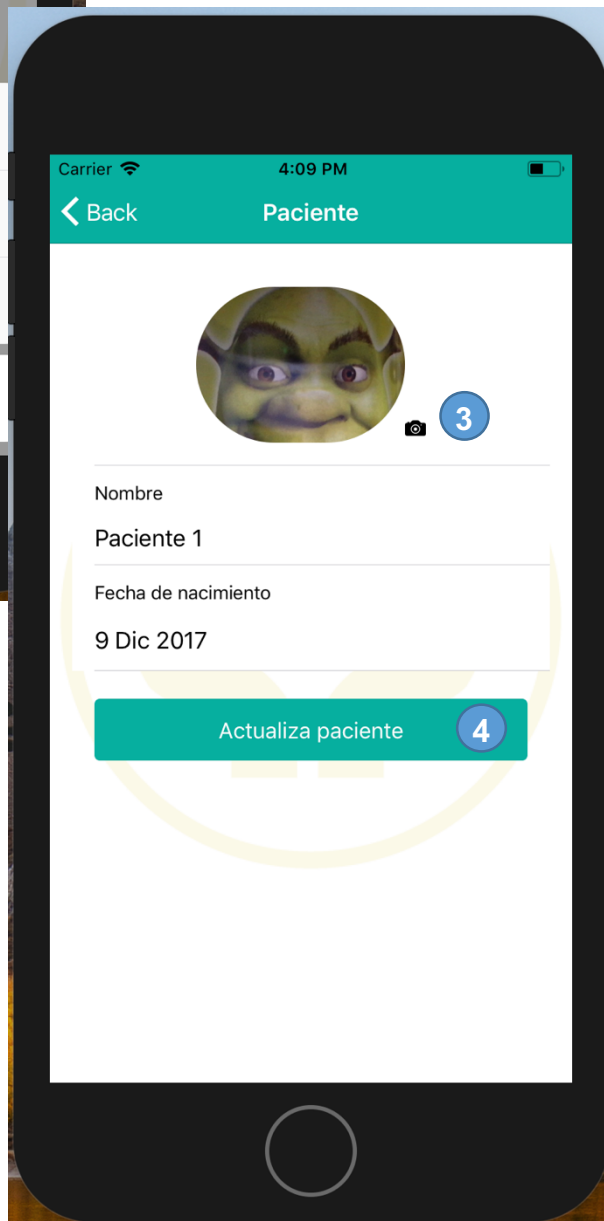 Carrier 4:09 PM
Back Paciente
3
Nombre
Paciente 1
Fecha de nacimiento
9 Dic 2017
Actualiza paciente 4